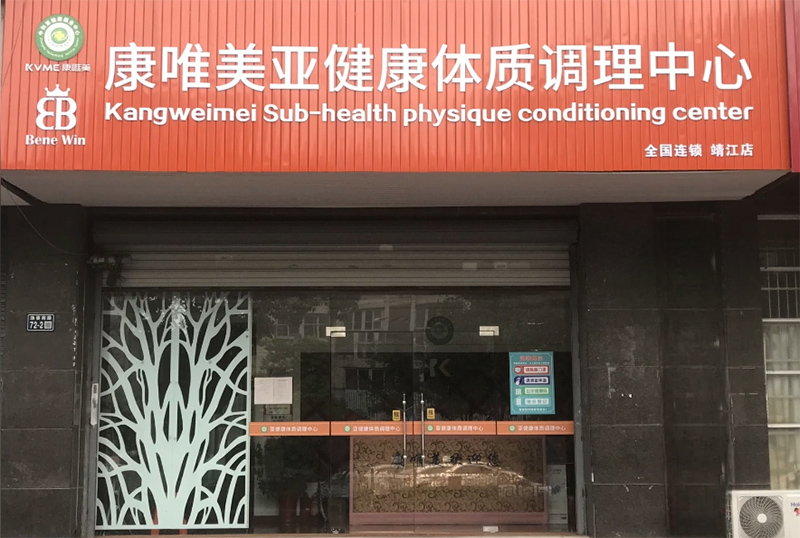 KVME 康唯美
Bene Win
康唯美亚健康体质调理中心
Kangweimei Sub-health physique conditioning center
全国连锁 靖江店
72-2
亚健康体质调理中心
亚健康体质调理中心
亚健康体质调理中心
亚健康体质调理中心